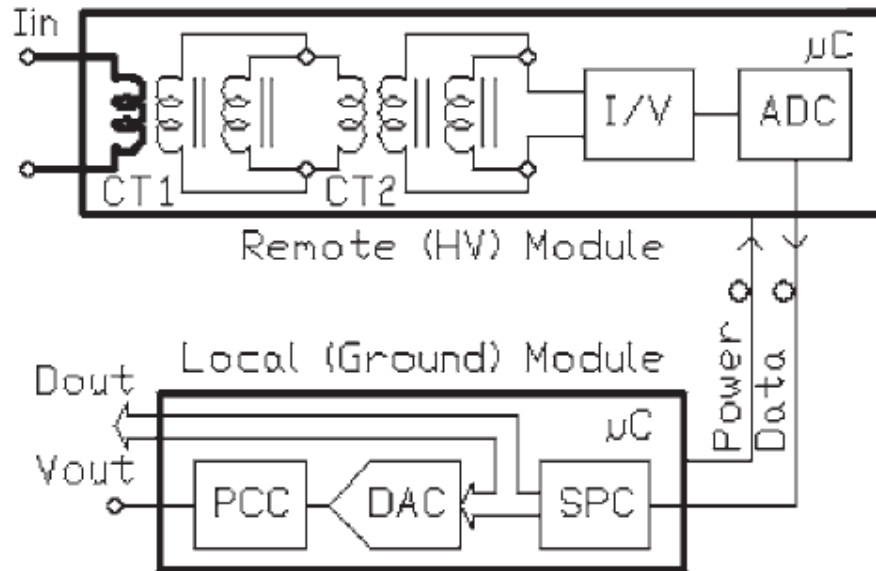 Iin
µC
I/V
ADC
CT1
CT2
Remote (HV) Module
Power
Data
Local (Ground) Module
Dout
µC
Vout
PCC
DAC
SPC